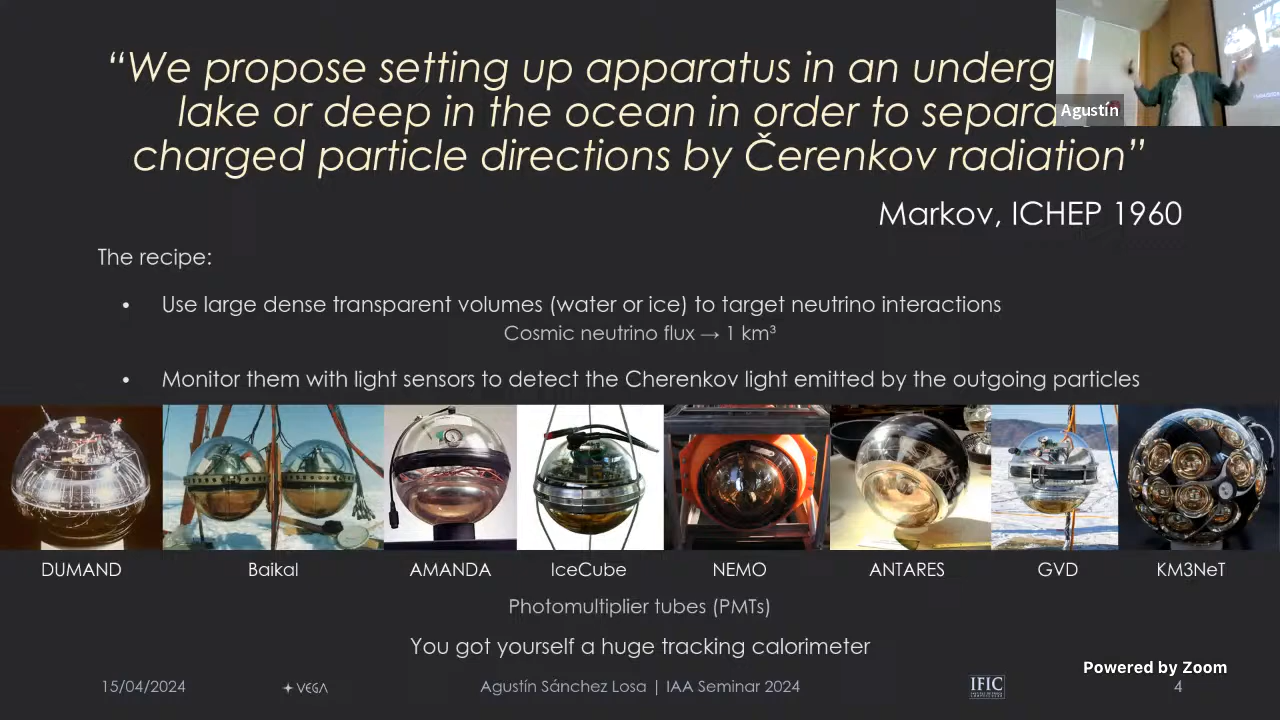 “We propose setting up apparatus in an underg
lake or deep in the ocean in order to separa
charged particle directions by Čerenkov radiation”
Markov, ICHEP 1960
Agustín
The recipe:
• Use large dense transparent volumes (water or ice) to target neutrino interactions
Cosmic neutrino flux → 1 km³
• Monitor them with light sensors to detect the Cherenkov light emitted by the outgoing particles
DUMAND Baikal AMANDA IceCube NEMO ANTARES GVD KM3NeT
Photomultiplier tubes (PMTs)
You got yourself a huge tracking calorimeter
Powered by Zoom
15/04/2024 VEGA Agustín Sánchez Losa | IAA Seminar 2024 IFIC 4